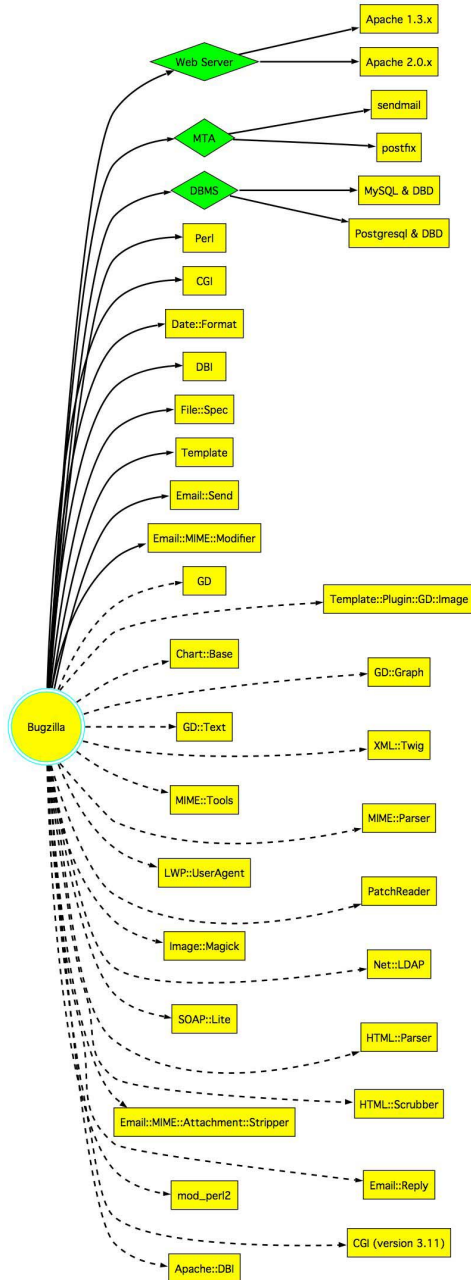 Apache 1.3.x
Web Server
Apache 2.0.x
sendmail
MTA
postfix
DBMS
MySQL & DBD
Postgresql & DBD
Perl
CGI
Date::Format
DBI
File::Spec
Template
Email::Send
Email::MIME::Modifier
GD
Template::Plugin::GD::Image
Chart::Base
GD::Graph
Bugzilla
GD::Text
XML::Twig
MIME::Tools
MIME::Parser
LWP::UserAgent
PatchReader
Image::Magick
Net::LDAP
SOAP::Lite
HTML::Parser
HTML::Scrubber
Email::MIME::Attachment::Stripper
Email::Reply
mod_perl2
CGI (version 3.11)
Apache::DBI